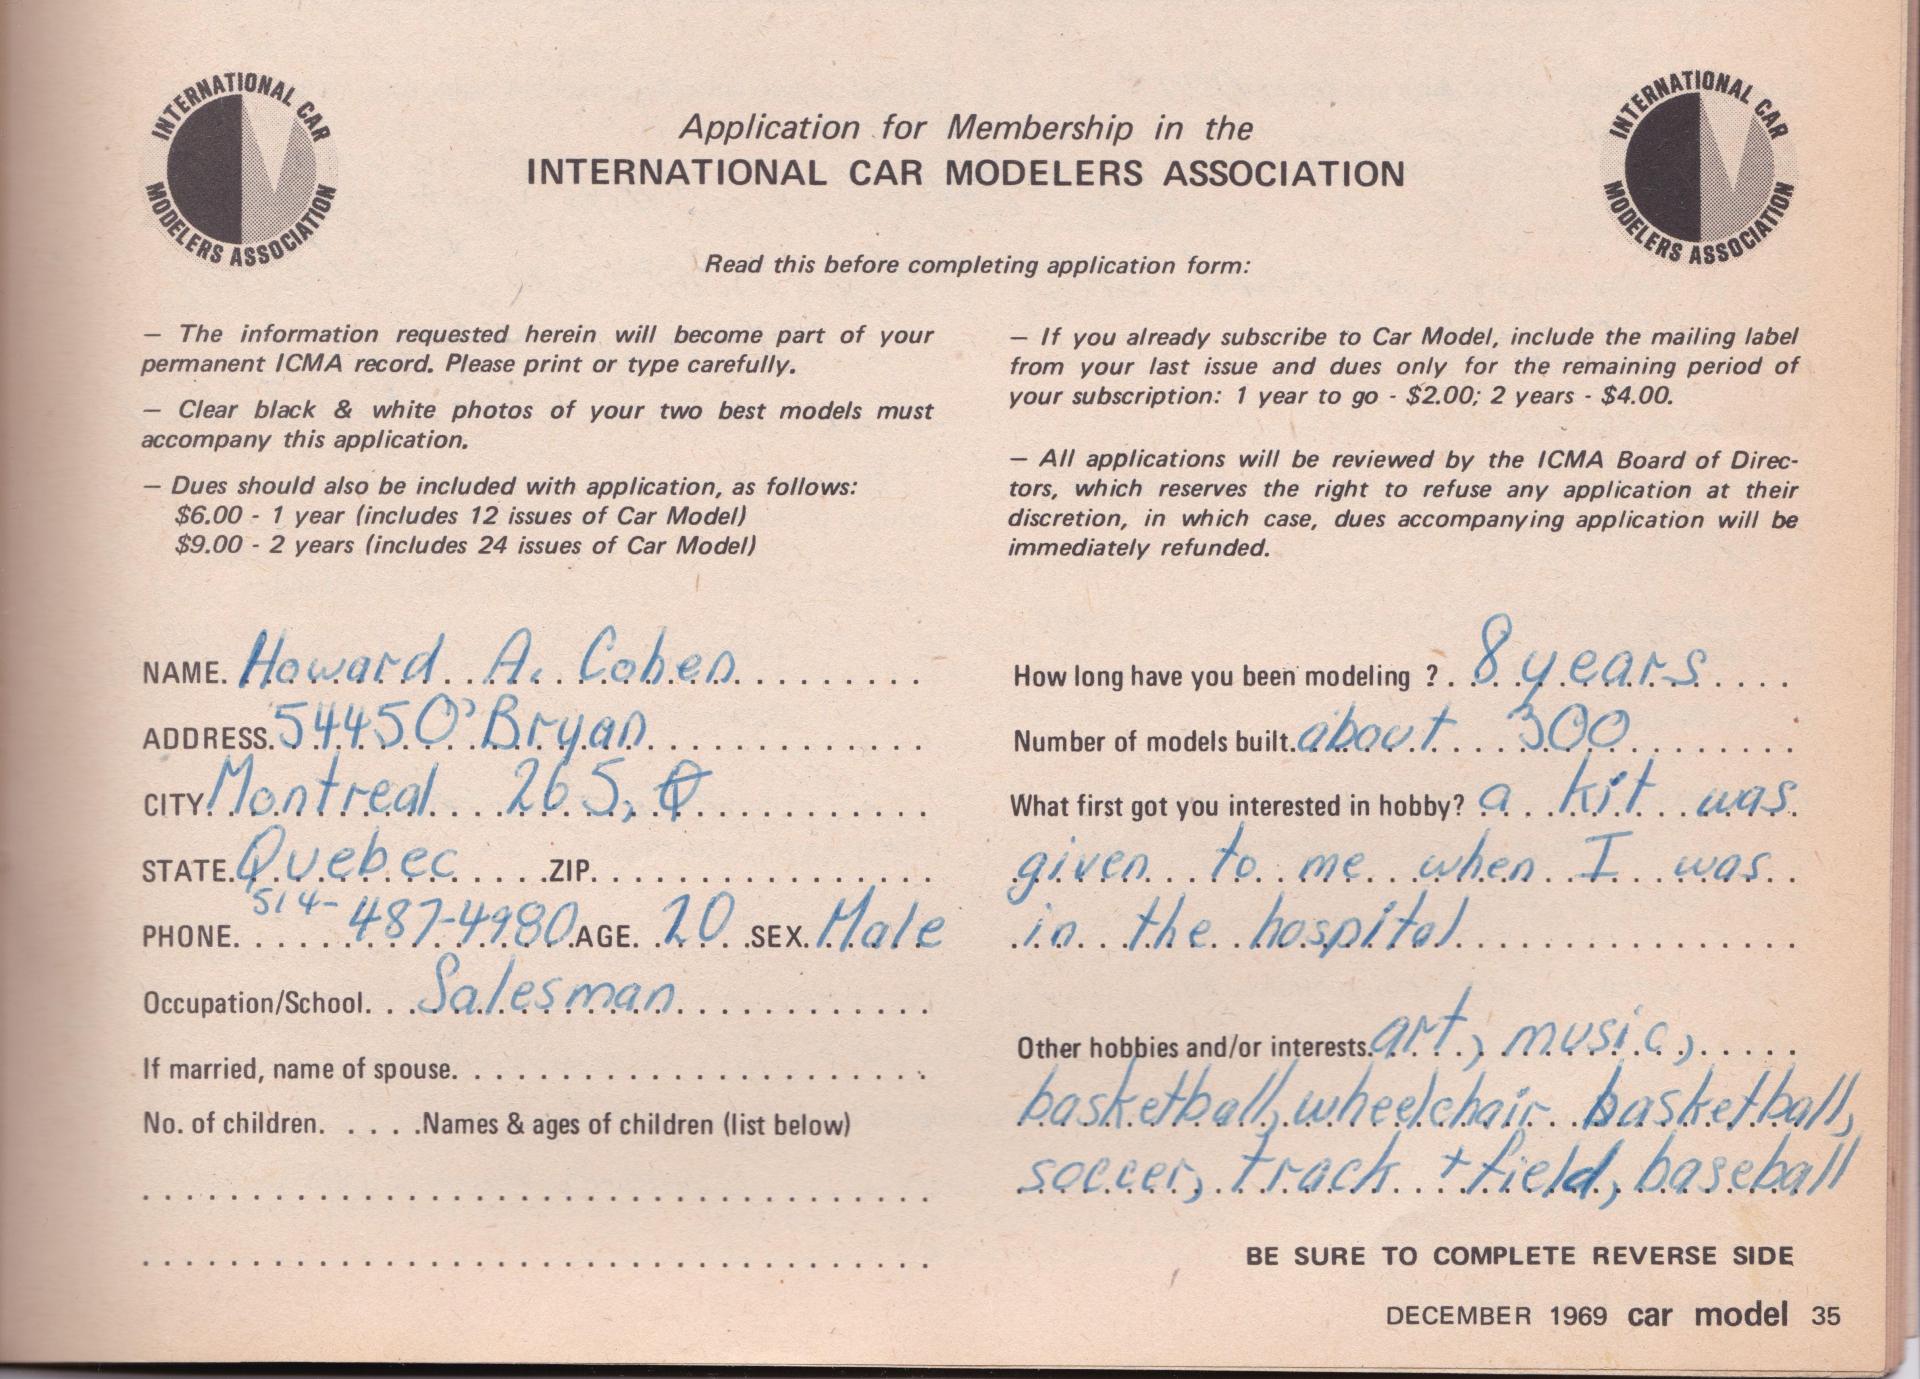 INTERNATIONAL CAR
MODELERS ASSOCIATION
INTERNATIONAL CAR
MODELERS ASSOCIATION
Application for Membership in the
INTERNATIONAL CAR MODELERS ASSOCIATION
Read this before completing application form:
— The information requested herein will become part of your
permanent ICMA record. Please print or type carefully.
— Clear black & white photos of your two best models must
accompany this application.
— Dues should also be included with application, as follows:
$6.00 - 1 year (includes 12 issues of Car Model)
$9.00 - 2 years (includes 24 issues of Car Model)
— If you already subscribe to Car Model, include the mailing label
from your last issue and dues only for the remaining period of
your subscription: 1 year to go - $2.00; 2 years - $4.00.
— All applications will be reviewed by the ICMA Board of Direc-
tors, which reserves the right to refuse any application at their
discretion, in which case, dues accompanying application will be
immediately refunded.
NAME. Howard A. Cohen
ADDRESS. 5445 O'Bryan
CITY Montreal 265, Q
STATE. Quebec ZIP.
PHONE. 514-487-4980 AGE. 20 SEX. Male
Occupation/School. Salesman
If married, name of spouse.
No. of children. Names & ages of children (list below)
How long have you been modeling ? 8 years
Number of models built. about 300
What first got you interested in hobby? a kit was
given to me when I was
in the hospital
Other hobbies and/or interests. art, music,
basketball, wheelchair basketball,
soccer, track + field, baseball
BE SURE TO COMPLETE REVERSE SIDE
DECEMBER 1969 car model 35